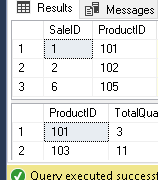 Results Messages
SaleID ProductID
1 1 101
2 2 102
3 6 105
ProductID TotalQua
1 101 3
2 103 11
Query executed successf